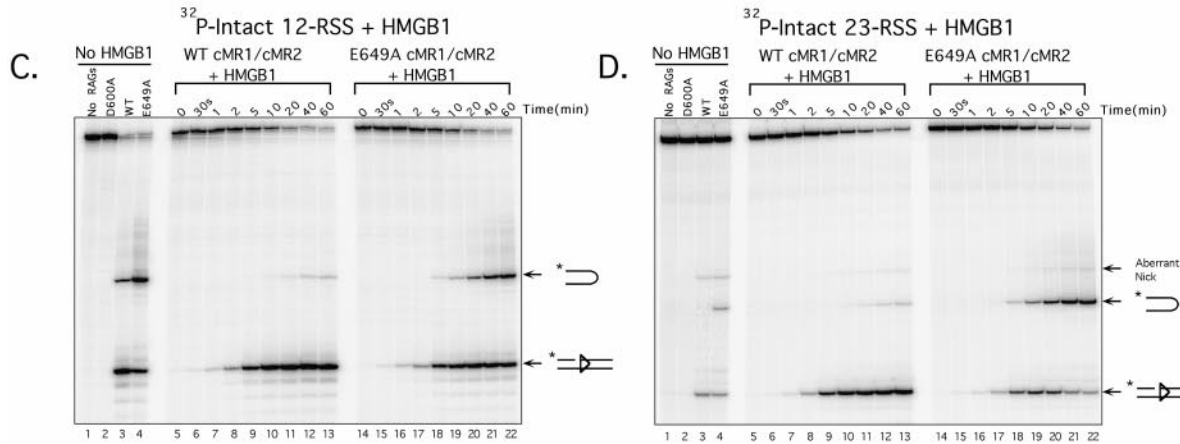 C.
32P-Intact 12-RSS + HMGB1
No HMGB1
WT cMR1/cMR2
+ HMGB1
E649A cMR1/cMR2
+ HMGB1
No RAGs
D600A
WT
E649A
0 30s 1 2 5 10 20 40 60
0 30s 1 2 5 10 20 40 60
Time(min)
*
*
1 2 3 4 5 6 7 8 9 10 11 12 13 14 15 16 17 18 19 20 21 22
D.
32P-Intact 23-RSS + HMGB1
No HMGB1
WT cMR1/cMR2
+ HMGB1
E649A cMR1/cMR2
+ HMGB1
No RAGs
D600A
WT
E649A
0 30s 1 2 5 10 20 40 60
0 30s 1 2 5 10 20 40 60
Time(min)
Aberrant
Nick
*
*
1 2 3 4 5 6 7 8 9 10 11 12 13 14 15 16 17 18 19 20 21 22